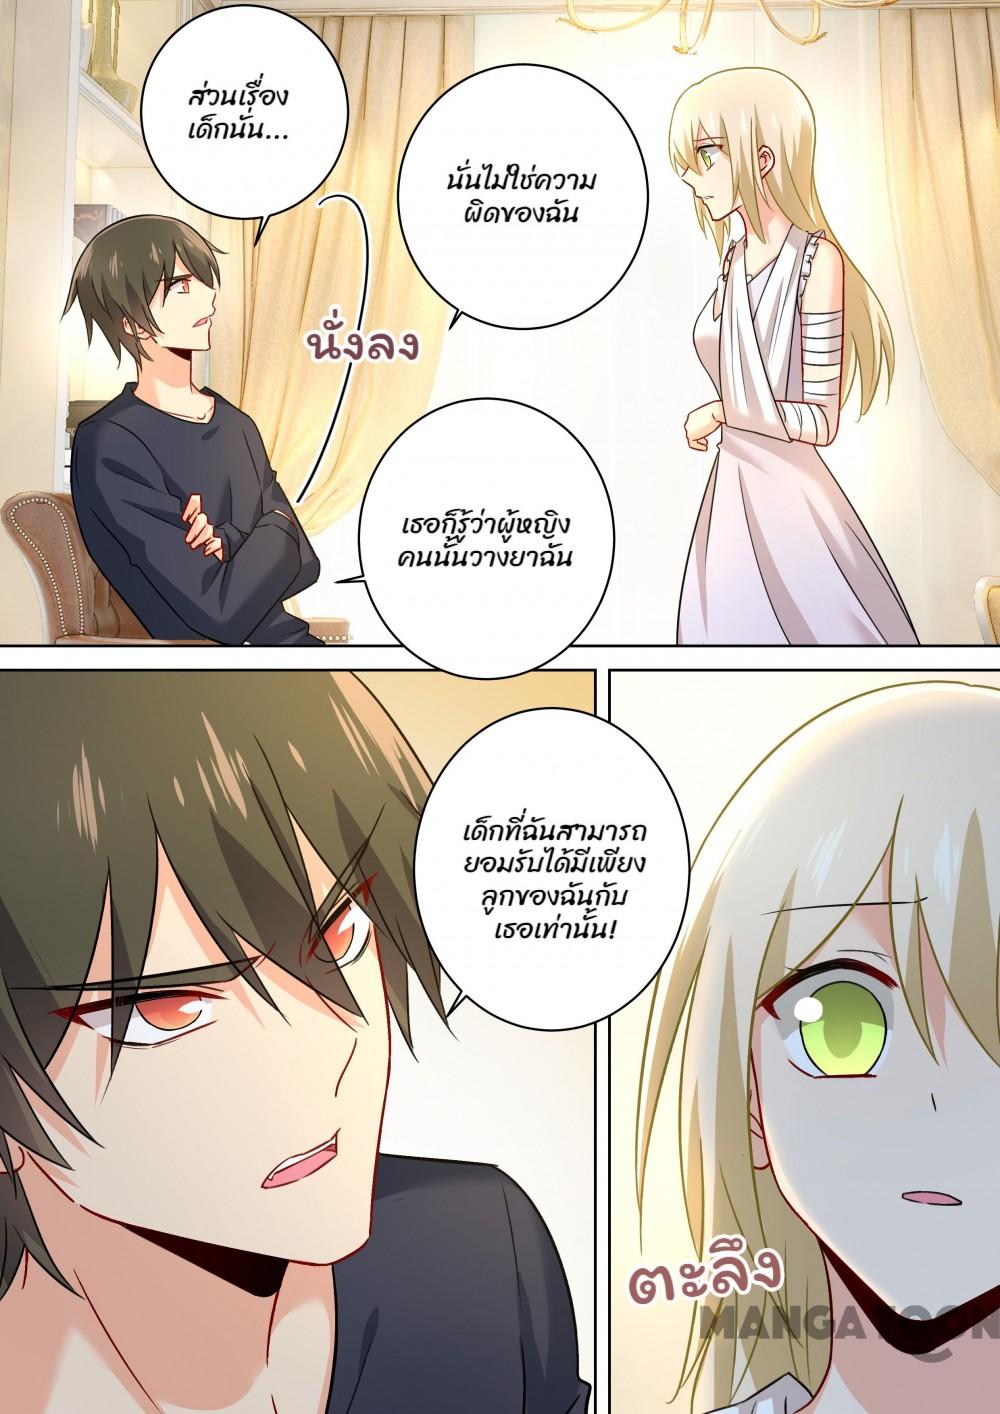 ส่วนเรื่อง
เด็กนั่น...
นั่นไม่ใช่ความ
ผิดของฉัน
นั่งลง
เธอก็รู้ว่าผู้หญิง
คนนั้นวางยาฉัน
เด็กที่ฉันสามารถ
ยอมรับได้มีเพียง
ลูกของฉันกับ
เธอเท่านั้น!
ตะลึง
MANGATOON